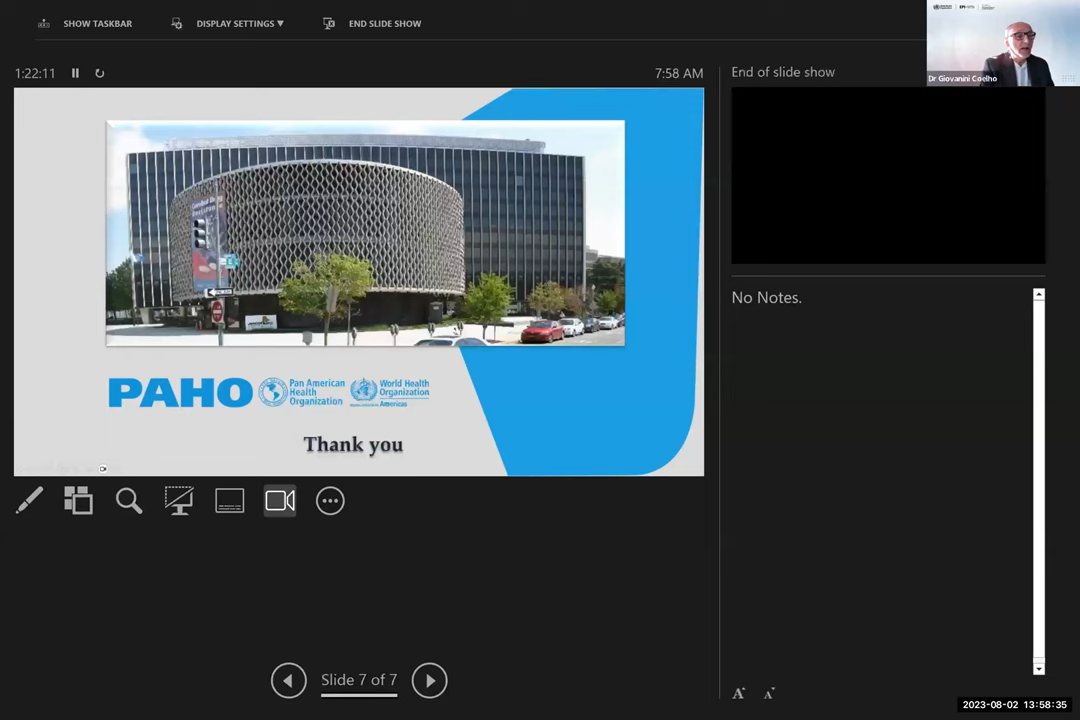 SHOW TASKBAR
DISPLAY SETTINGS ▼
END SLIDE SHOW
Dr Giovanini Coelho
1:22:11
7:58 AM
End of slide show
PAHO
Pan American
Health
Organization
World Health
Organization
Americas
Thank you
No Notes.
Slide 7 of 7
A
A
2023-08-02 13:58:35